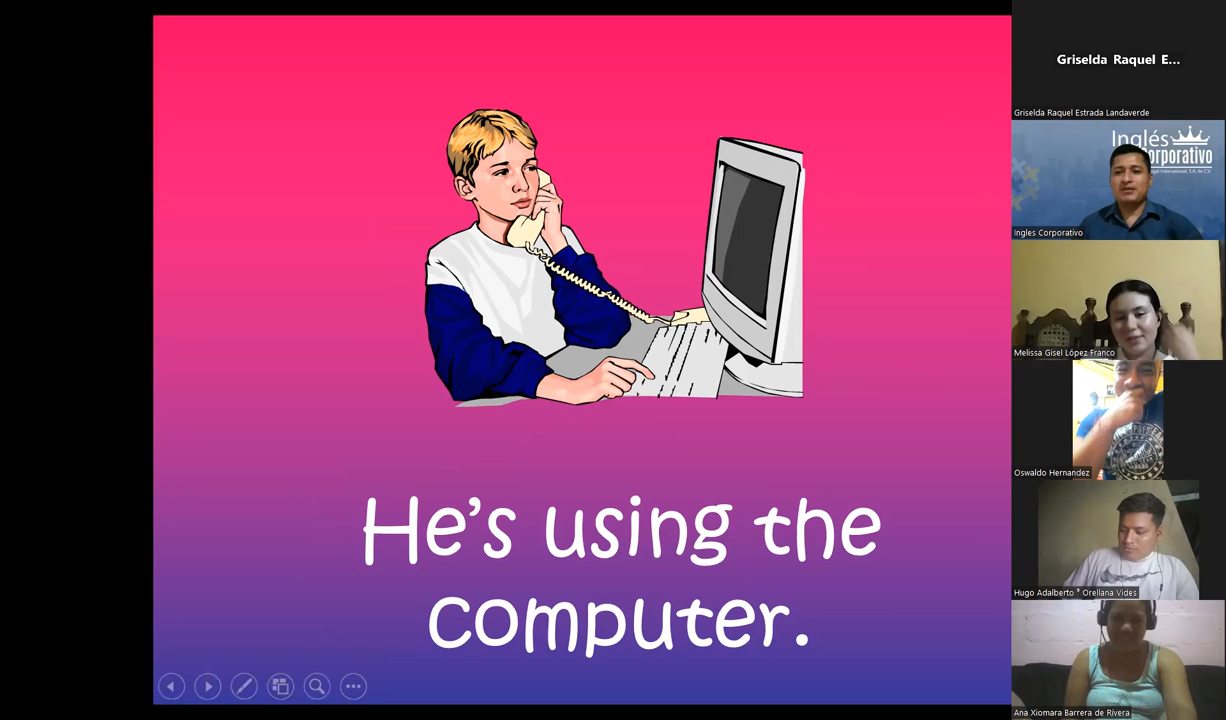 He's using the
computer.
Griselda Raquel E...
Griselda Raquel Estrada Landaverde
Inglés
Corporativo
Ingles Corporativo
Melissa Gisel López Franco
Oswaldo Hernandez
Hugo Adalberto * Orellana Vides
Ana Xiomara Barrera de Rivera